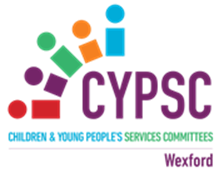 CYPSC
CHILDREN & YOUNG PEOPLE'S SERVICES COMMITTEES
Wexford